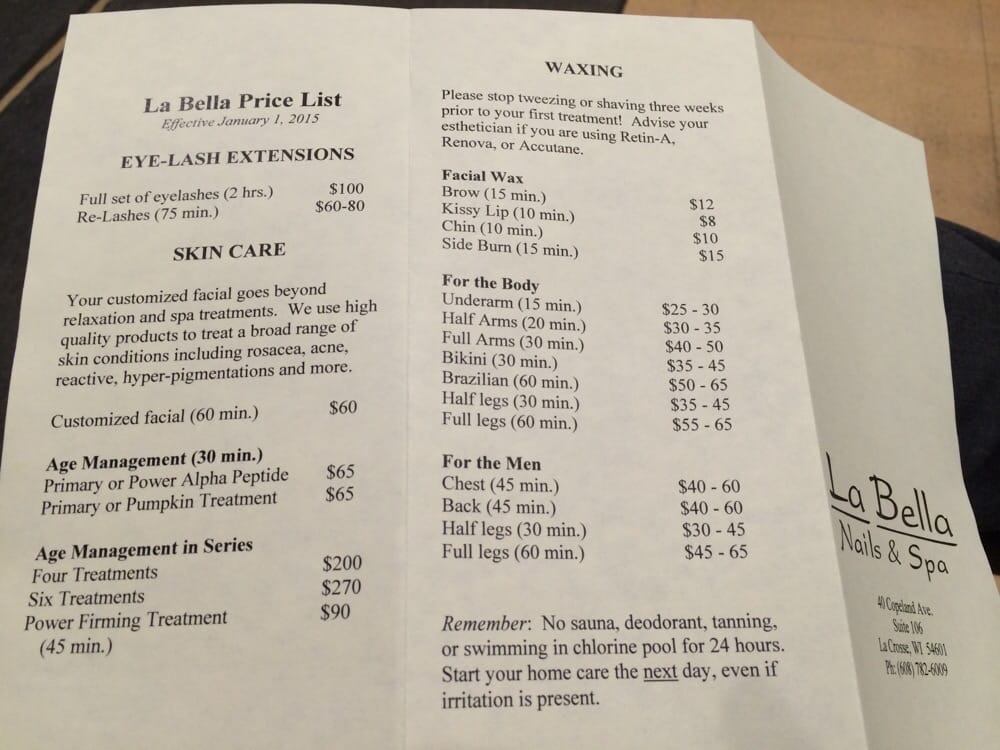 La Bella Price List
Effective January 1, 2015
EYE-LASH EXTENSIONS
Full set of eyelashes (2 hrs.) $100
Re-Lashes (75 min.) $60-80
SKIN CARE
Your customized facial goes beyond
relaxation and spa treatments. We use high
quality products to treat a broad range of
skin conditions including rosacea, acne,
reactive, hyper-pigmentations and more.
Customized facial (60 min.) $60
Age Management (30 min.)
Primary or Power Alpha Peptide $65
Primary or Pumpkin Treatment $65
Age Management in Series
Four Treatments $200
Six Treatments $270
Power Firming Treatment $90
(45 min.)
WAXING
Please stop tweezing or shaving three weeks
prior to your first treatment! Advise your
esthetician if you are using Retin-A,
Renova, or Accutane.
Facial Wax
Brow (15 min.) $12
Kissy Lip (10 min.) $8
Chin (10 min.) $10
Side Burn (15 min.) $15
For the Body
Underarm (15 min.) $25 - 30
Half Arms (20 min.) $30 - 35
Full Arms (30 min.) $40 - 50
Bikini (30 min.) $35 - 45
Brazilian (60 min.) $50 - 65
Half legs (30 min.) $35 - 45
Full legs (60 min.) $55 - 65
For the Men
Chest (45 min.) $40 - 60
Back (45 min.) $40 - 60
Half legs (30 min.) $30 - 45
Full legs (60 min.) $45 - 65
Remember: No sauna, deodorant, tanning,
or swimming in chlorine pool for 24 hours.
Start your home care the next day, even if
irritation is present.
La Bella
Nails & Spa
40 Copeland Ave.
Suite 106
La Crosse, WI 54601
Ph: (608) 782-6009